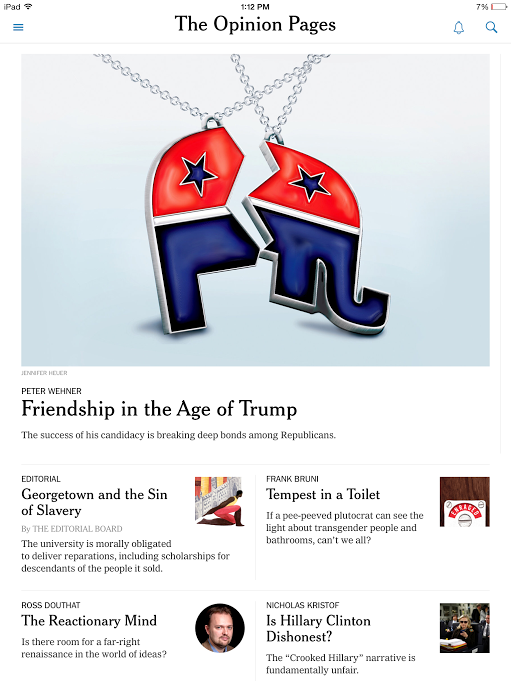 iPad 1:12 PM 7%
The Opinion Pages
JENNIFER HEUER
PETER WEHNER
Friendship in the Age of Trump
The success of his candidacy is breaking deep bonds among Republicans.
EDITORIAL
Georgetown and the Sin
of Slavery
By THE EDITORIAL BOARD
The university is morally obligated
to deliver reparations, including scholarships for
descendants of the people it sold.
FRANK BRUNI
Tempest in a Toilet
If a pee-peeved plutocrat can see the
light about transgender people and
bathrooms, can't we all?
ENGAGED
ROSS DOUTHAT
The Reactionary Mind
Is there room for a far-right
renaissance in the world of ideas?
NICHOLAS KRISTOF
Is Hillary Clinton
Dishonest?
The “Crooked Hillary” narrative is
fundamentally unfair.